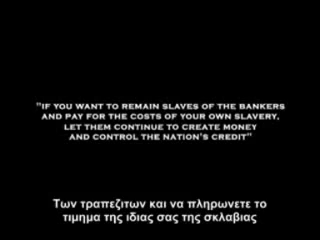 "IF YOU WANT TO REMAIN SLAVES OF THE BANKERS
AND PAY FOR THE COSTS OF YOUR OWN SLAVERY,
LET THEM CONTINUE TO CREATE MONEY
AND CONTROL THE NATION'S CREDIT"
Των τραπεζιτων και να πληρωνετε το
τιμημα της ιδιας σας της σκλαβιας